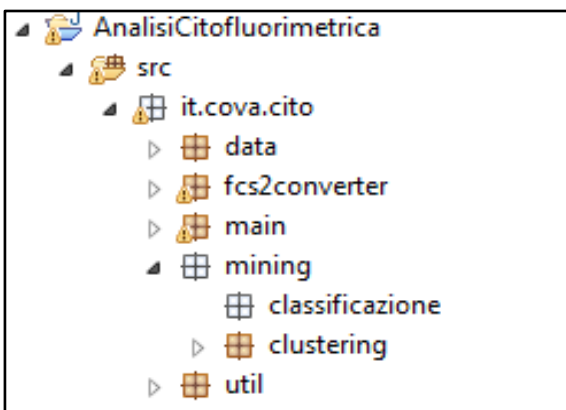 AnalisiCitofluorimetrica
src
it.cova.cito
data
fcs2converter
main
mining
classificazione
clustering
util